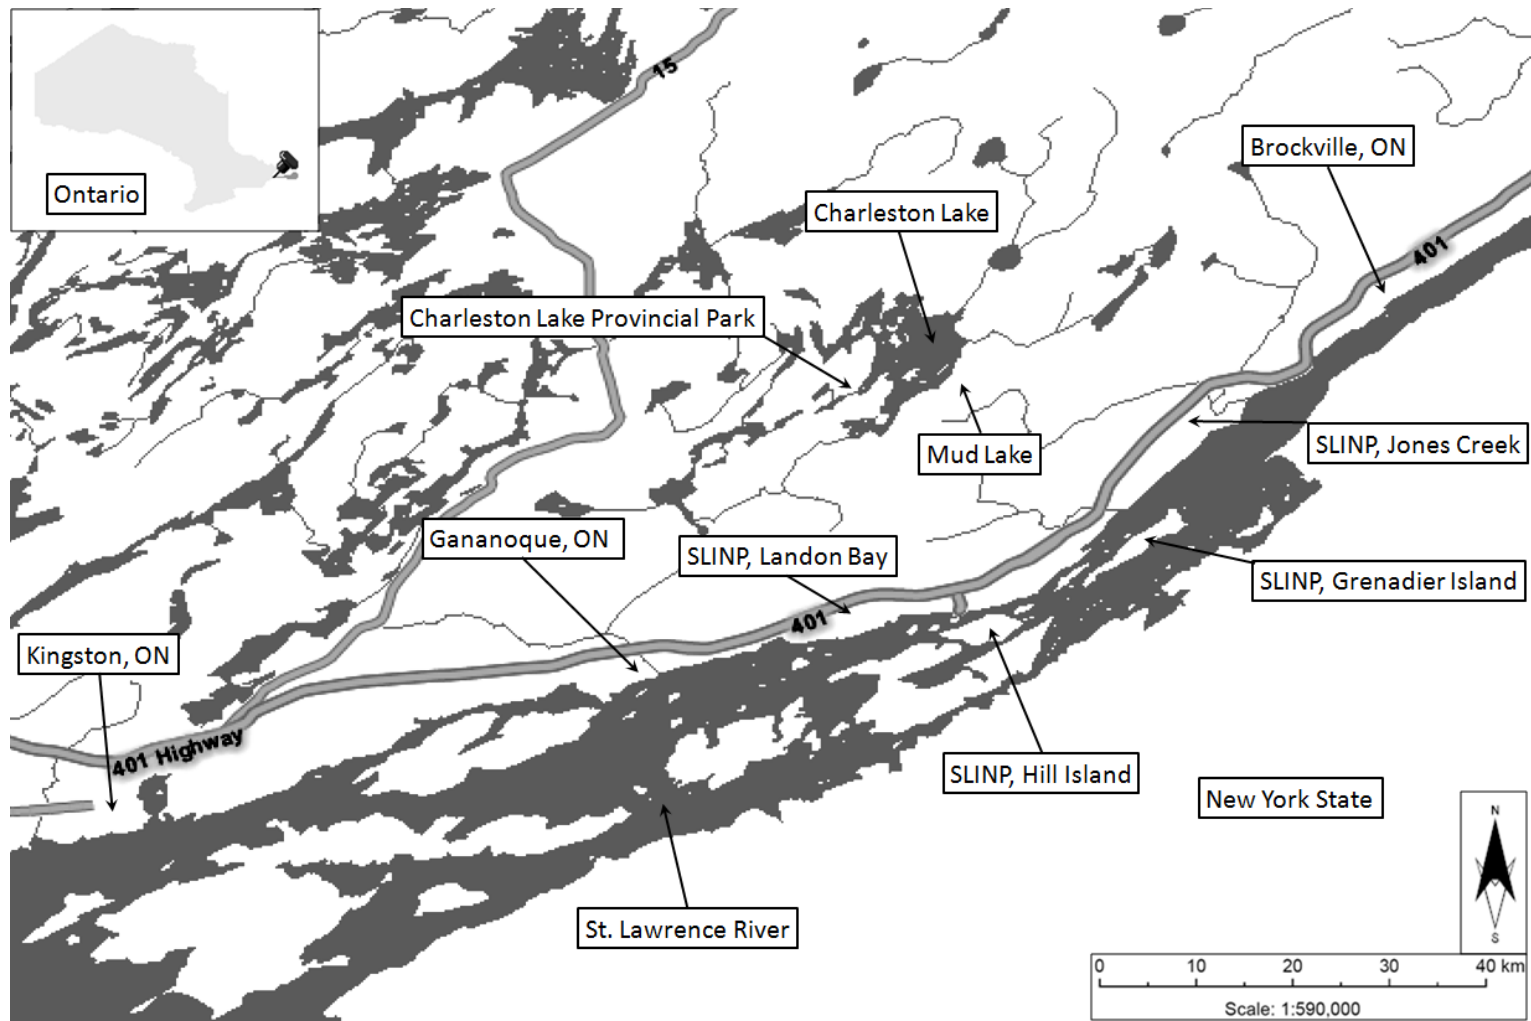 15
Brockville, ON
Ontario
Charleston Lake
401
Charleston Lake Provincial Park
SLINP, Jones Creek
Mud Lake
Gananoque, ON
SLINP, Landon Bay
SLINP, Grenadier Island
401
Kingston, ON
401 Highway
SLINP, Hill Island
New York State
N
St. Lawrence River
S
0 10 20 30 40 km
Scale: 1:590,000